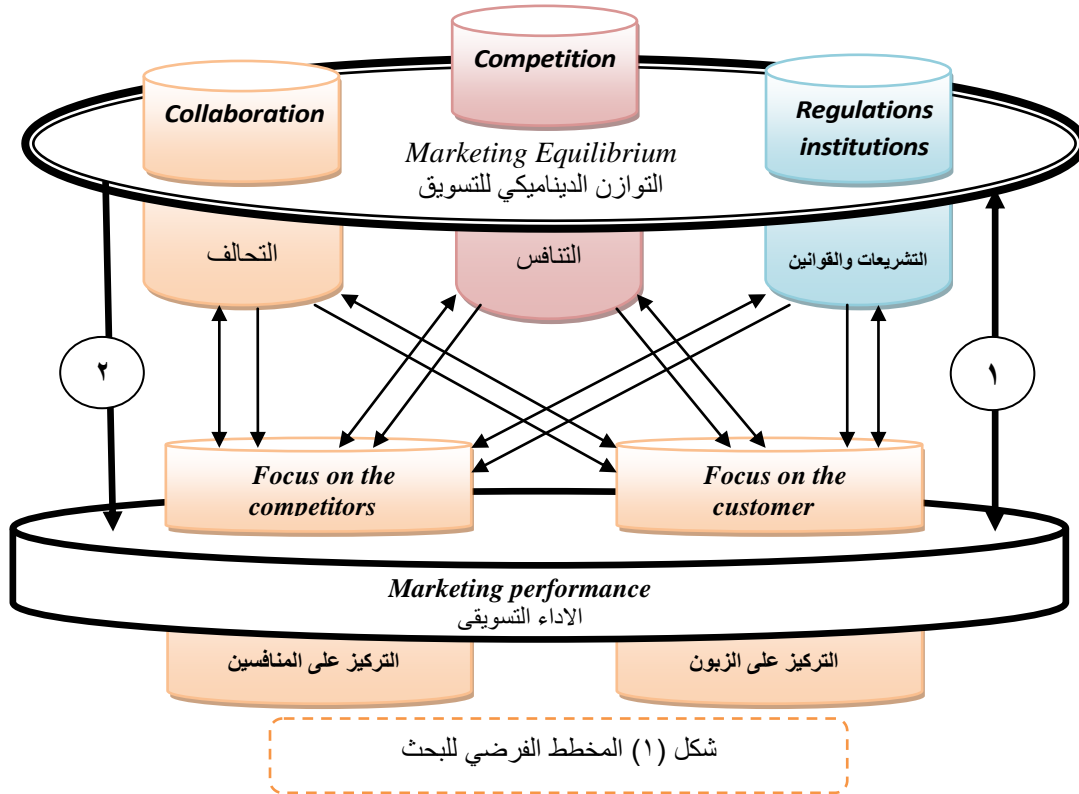 Competition
Collaboration
Regulations
institutions
Marketing Equilibrium
التوازن الديناميكي للتسويق
التحالف
التنافس
التشريعات والقوانين
٢
١
Focus on the
competitors
Focus on the
customer
Marketing performance
الاداء التسويقي
التركيز على المنافسين
التركيز على الزبون
شكل (١) المخطط الفرضي للبحث